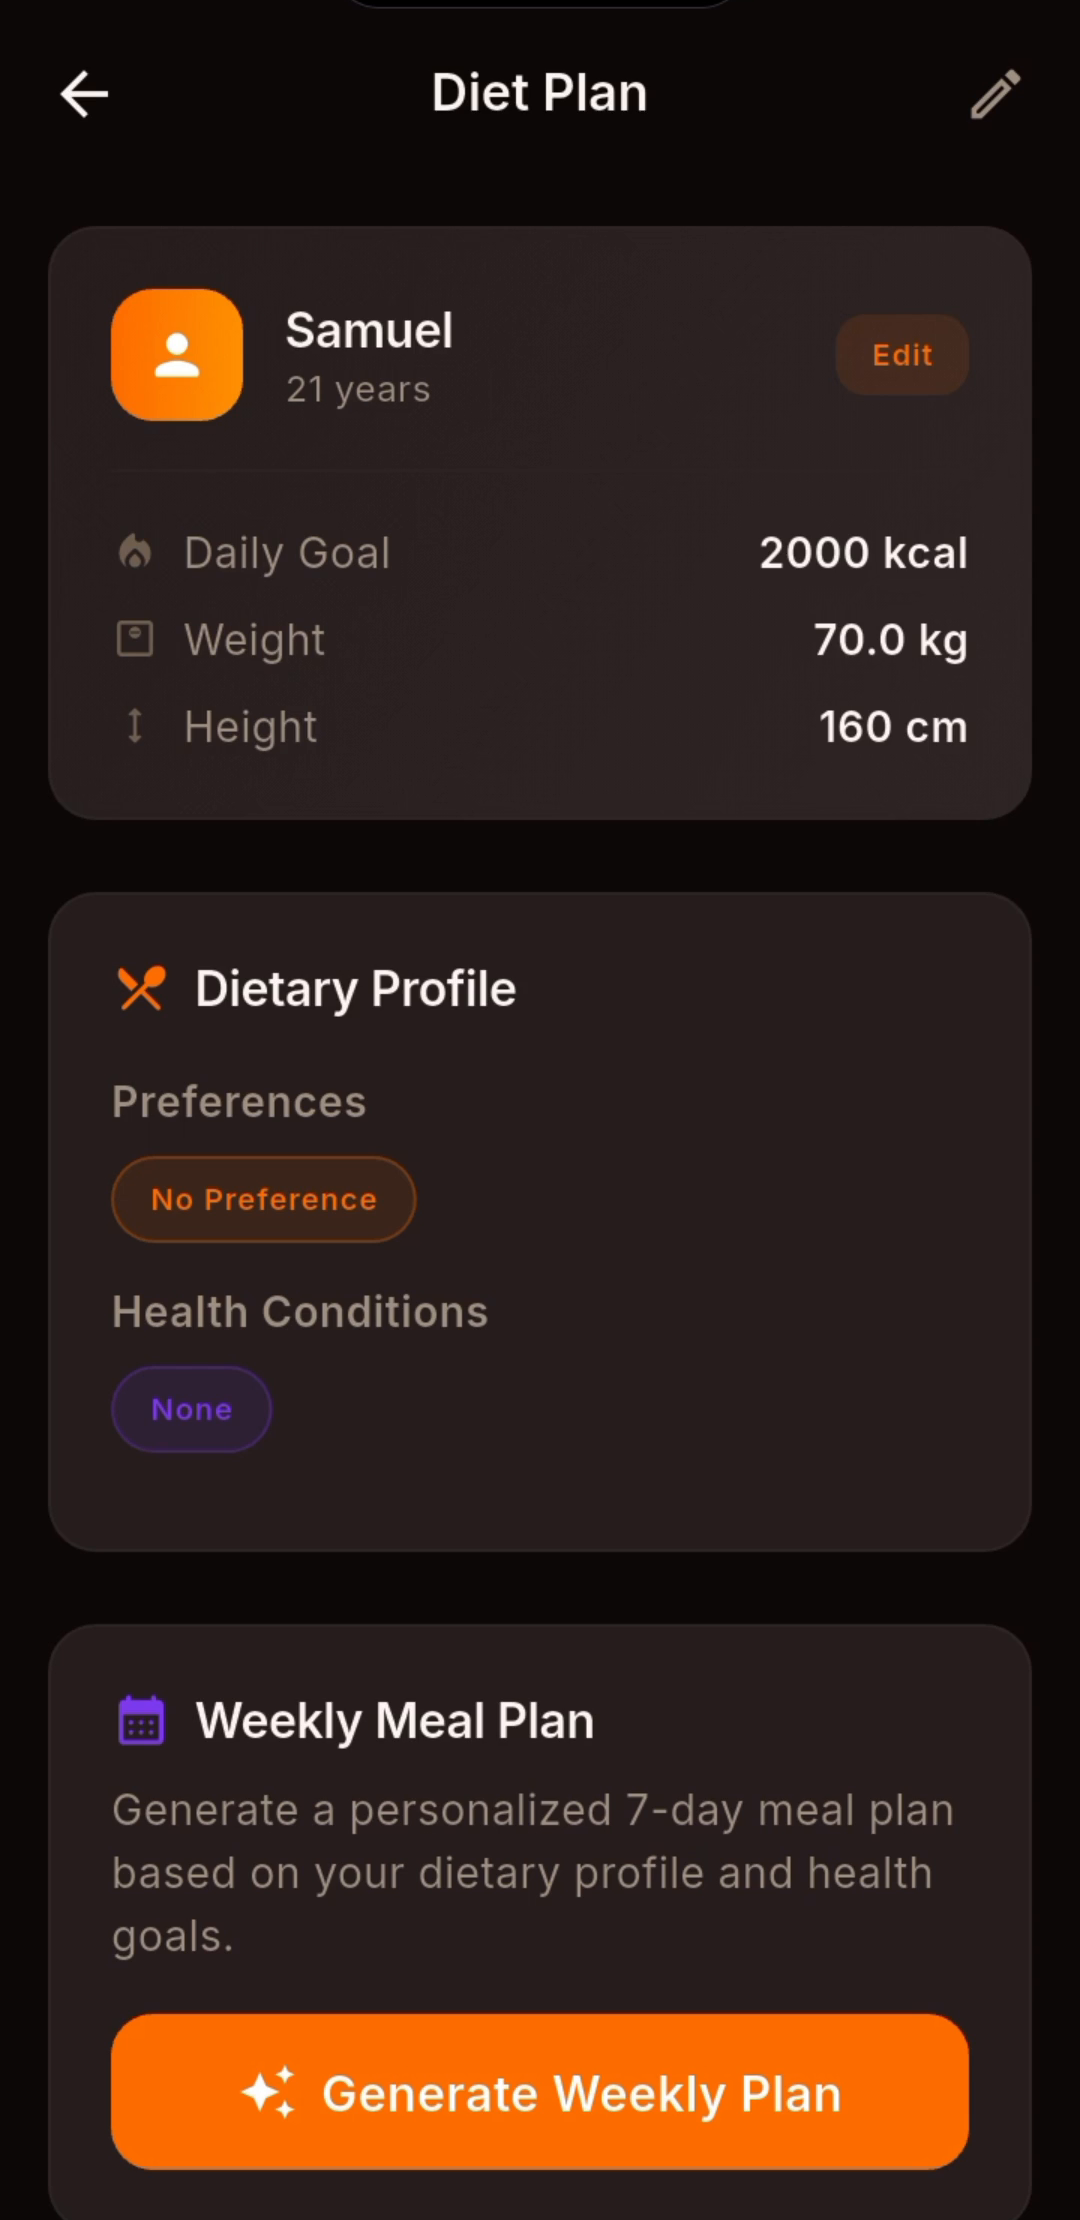 Diet Plan
Samuel
21 years
Edit
Daily Goal
2000 kcal
Weight
70.0 kg
Height
160 cm
Dietary Profile
Preferences
No Preference
Health Conditions
None
Weekly Meal Plan
Generate a personalized 7-day meal plan
based on your dietary profile and health
goals.
Generate Weekly Plan